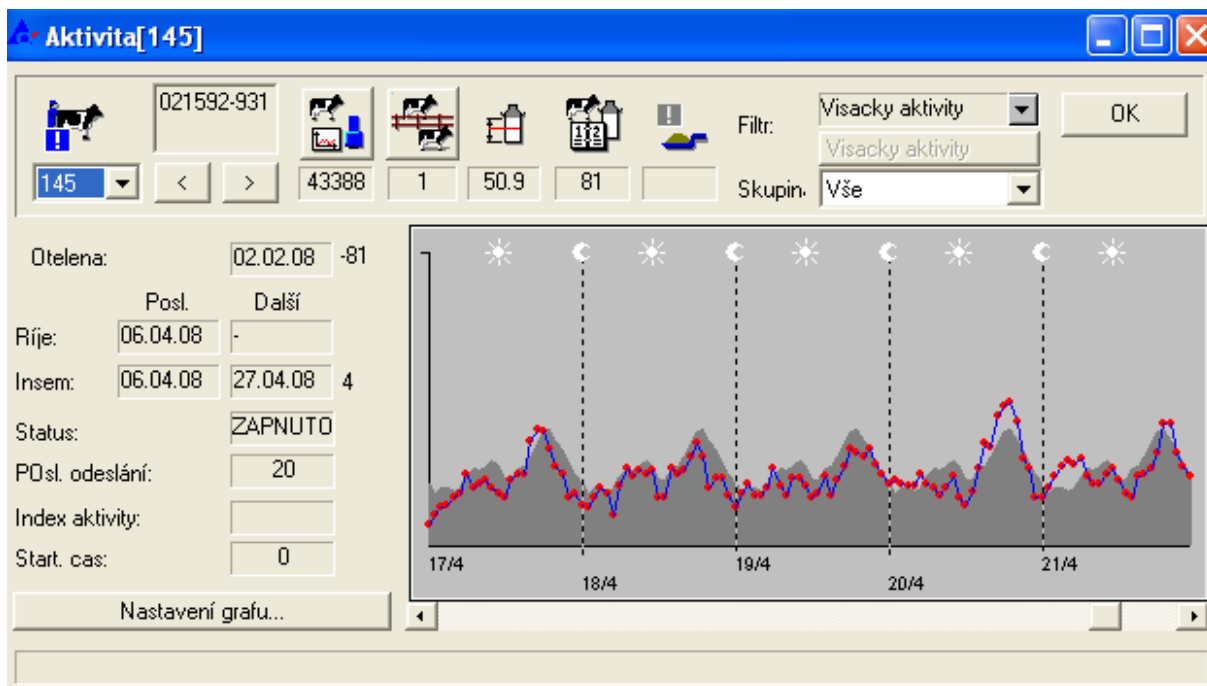 Aktivita[145]
021592-931
Filtr: Visacky aktivity OK
Visacky aktivity
145 < > 43388 1 50.9 81 Skupin Vše
Otelena: 02.02.08 -81
Posl. Další
Ríje: 06.04.08 -
Insem: 06.04.08 27.04.08 4
Status: ZAPNUTO
POsl. odeslání: 20
Index aktivity:
Start. cas: 0
Nastavení grafu...
17/4 19/4 21/4
18/4 20/4